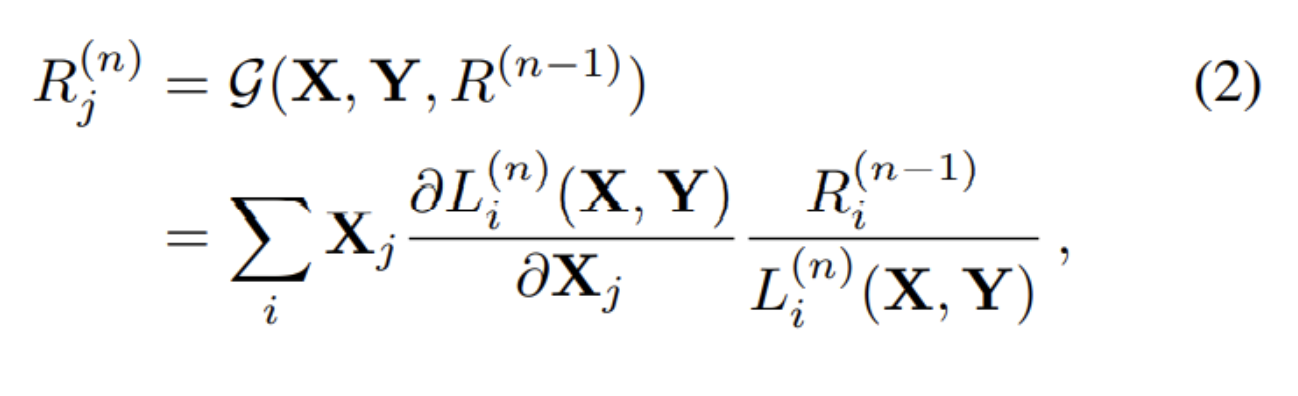 $R_j^{(n)} = \mathcal{G}(\mathbf{X}, \mathbf{Y}, R^{(n-1)})$ (2)
$= \sum_i \mathbf{X}_j \frac{\partial L_i^{(n)}(\mathbf{X}, \mathbf{Y})}{\partial \mathbf{X}_j} \frac{R_i^{(n-1)}}{L_i^{(n)}(\mathbf{X}, \mathbf{Y})} ,$